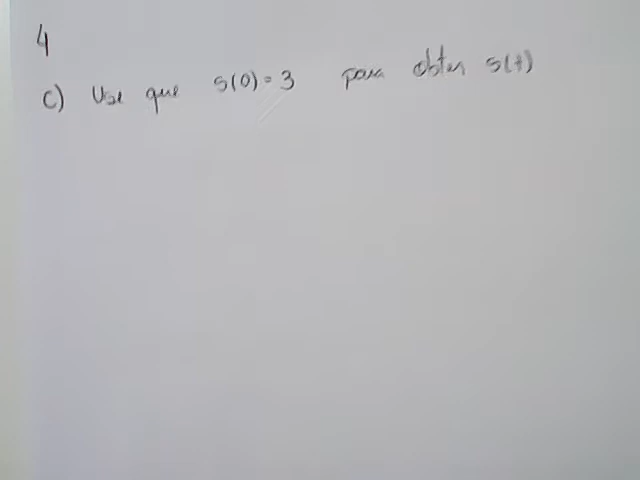 4
c) Use que s(0) = 3 para obter s(t)